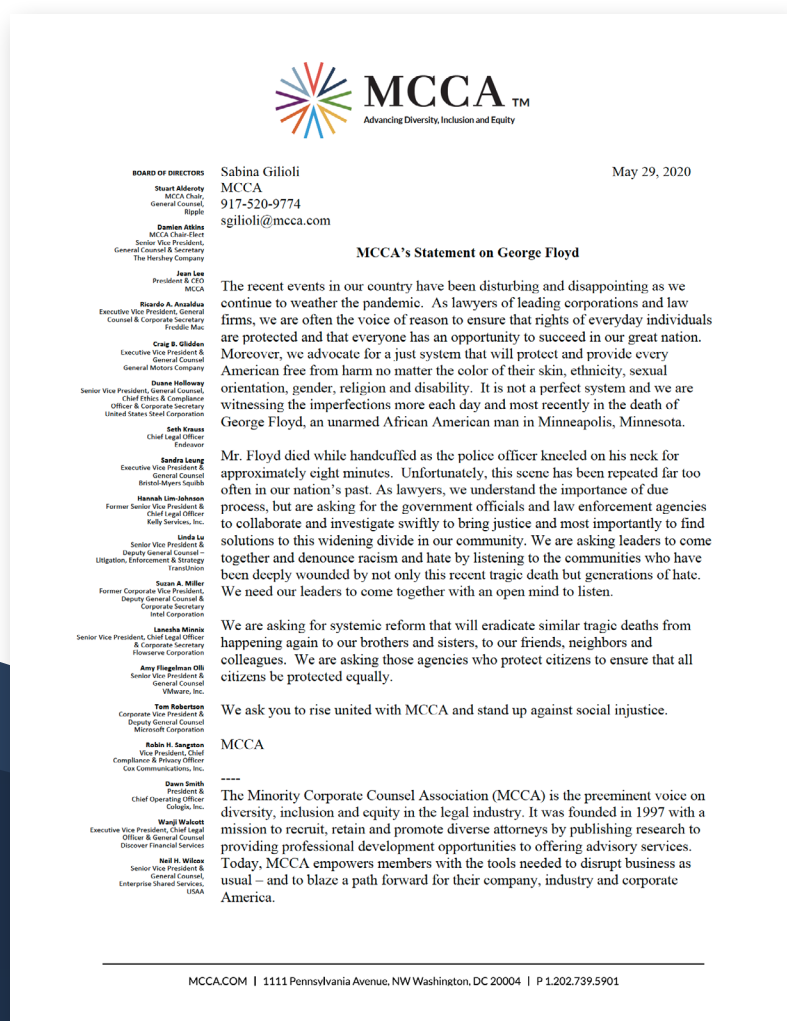 MCCA TM
Advancing Diversity, Inclusion and Equity
BOARD OF DIRECTORS
Stuart Alderoty
MCCA Chair,
General Counsel,
Ripple
Damien Atkins
MCCA Chair-Elect
Senior Vice President,
General Counsel & Secretary
The Hershey Company
Jean Lee
President & CEO
MCCA
Ricardo A. Anzaldua
Executive Vice President, General
Counsel & Corporate Secretary
Freddie Mac
Craig B. Glidden
Executive Vice President &
General Counsel
General Motors Company
Duane Holloway
Senior Vice President, General Counsel,
Chief Ethics & Compliance
Officer & Corporate Secretary
United States Steel Corporation
Seth Krauss
Chief Legal Officer
Endeavor
Sandra Leung
Executive Vice President &
General Counsel
Bristol-Myers Squibb
Hannah Lim-Johnson
Former Senior Vice President &
Chief Legal Officer
Kelly Services, Inc.
Linda Lu
Senior Vice President &
Deputy General Counsel –
Litigation, Enforcement & Strategy
TransUnion
Suzan A. Miller
Former Corporate Vice President,
Deputy General Counsel &
Corporate Secretary
Intel Corporation
Lanesha Minnix
Senior Vice President, Chief Legal Officer
& Corporate Secretary
Flowserve Corporation
Amy Fliegelman Olli
Senior Vice President &
General Counsel
VMware, Inc.
Tom Robertson
Corporate Vice President &
Deputy General Counsel
Microsoft Corporation
Robin H. Sangston
Vice President, Chief
Compliance & Privacy Officer
Cox Communications, Inc.
Dawn Smith
President &
Chief Operating Officer
Cologix, Inc.
Wanji Walcott
Executive Vice President, Chief Legal
Officer & General Counsel
Discover Financial Services
Neil H. Wilcox
Senior Vice President &
General Counsel,
Enterprise Shared Services,
USAA
Sabina Gilioli May 29, 2020
MCCA
917-520-9774
sgilioli@mcca.com
MCCA's Statement on George Floyd
The recent events in our country have been disturbing and disappointing as we
continue to weather the pandemic. As lawyers of leading corporations and law
firms, we are often the voice of reason to ensure that rights of everyday individuals
are protected and that everyone has an opportunity to succeed in our great nation.
Moreover, we advocate for a just system that will protect and provide every
American free from harm no matter the color of their skin, ethnicity, sexual
orientation, gender, religion and disability. It is not a perfect system and we are
witnessing the imperfections more each day and most recently in the death of
George Floyd, an unarmed African American man in Minneapolis, Minnesota.
Mr. Floyd died while handcuffed as the police officer kneeled on his neck for
approximately eight minutes. Unfortunately, this scene has been repeated far too
often in our nation's past. As lawyers, we understand the importance of due
process, but are asking for the government officials and law enforcement agencies
to collaborate and investigate swiftly to bring justice and most importantly to find
solutions to this widening divide in our community. We are asking leaders to come
together and denounce racism and hate by listening to the communities who have
been deeply wounded by not only this recent tragic death but generations of hate.
We need our leaders to come together with an open mind to listen.
We are asking for systemic reform that will eradicate similar tragic deaths from
happening again to our brothers and sisters, to our friends, neighbors and
colleagues. We are asking those agencies who protect citizens to ensure that all
citizens be protected equally.
We ask you to rise united with MCCA and stand up against social injustice.
MCCA
----
The Minority Corporate Counsel Association (MCCA) is the preeminent voice on
diversity, inclusion and equity in the legal industry. It was founded in 1997 with a
mission to recruit, retain and promote diverse attorneys by publishing research to
providing professional development opportunities to offering advisory services.
Today, MCCA empowers members with the tools needed to disrupt business as
usual – and to blaze a path forward for their company, industry and corporate
America.
MCCA.COM | 1111 Pennsylvania Avenue, NW Washington, DC 20004 | P 1.202.739.5901